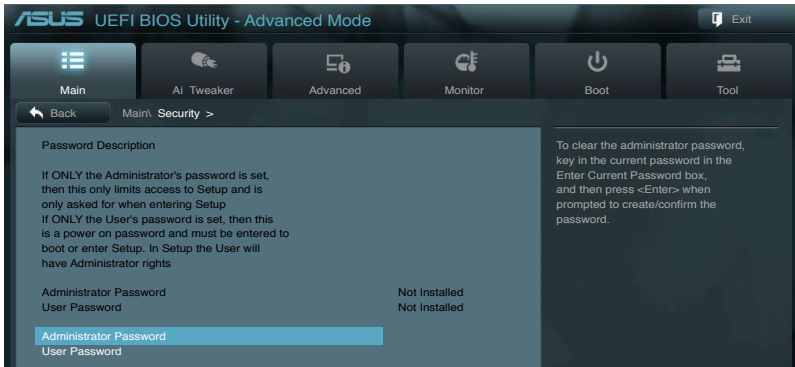 ASUS UEFI BIOS Utility - Advanced Mode
Exit
Main
Ai Tweaker
Advanced
Monitor
Boot
Tool
Back
Main\ Security >
Password Description
If ONLY the Administrator's password is set,
then this only limits access to Setup and is
only asked for when entering Setup
If ONLY the User's password is set, then this
is a power on password and must be entered to
boot or enter Setup. In Setup the User will
have Administrator rights
Administrator Password Not Installed
User Password Not Installed
Administrator Password
User Password
To clear the administrator password,
key in the current password in the
Enter Current Password box,
and then press <Enter> when
prompted to create/confirm the
password.